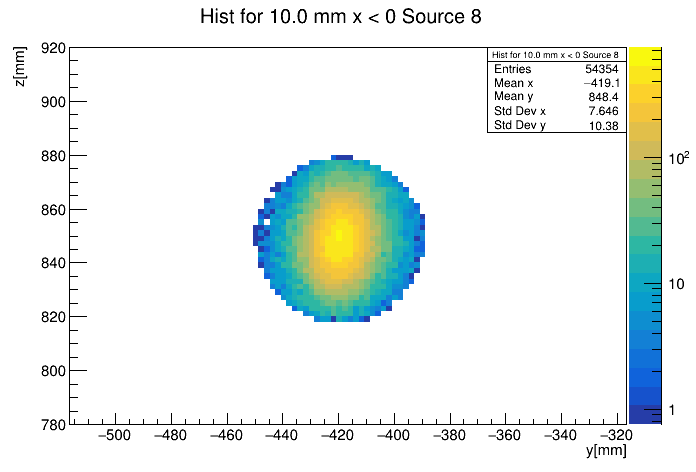 Hist for 10.0 mm x < 0 Source 8
z[mm]
920
900
880
860
840
820
800
780
−500
−480
−460
−440
−420
−400
−380
−360
−340
−320
y[mm]
Hist for 10.0 mm x < 0 Source 8
Entries 54354
Mean x −419.1
Mean y 848.4
Std Dev x 7.646
Std Dev y 10.38
10²
10
1